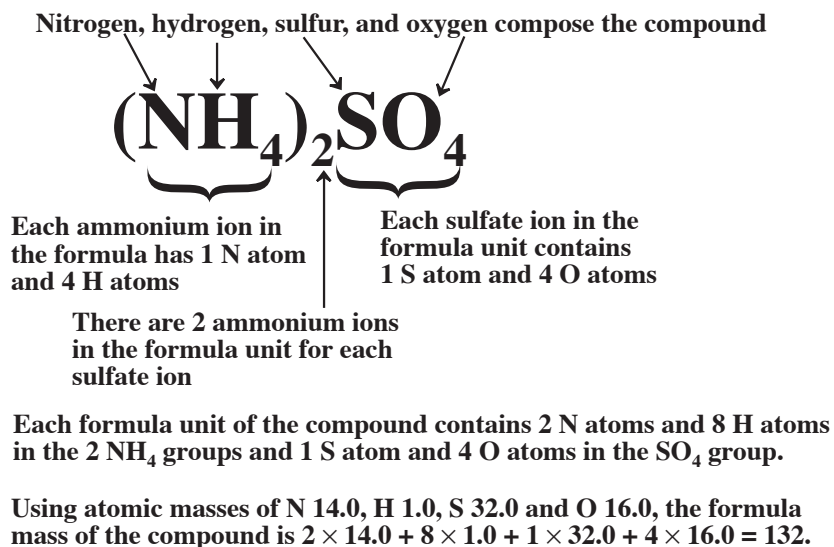 Nitrogen, hydrogen, sulfur, and oxygen compose the compound
(NH₄)₂SO₄
Each ammonium ion in
the formula has 1 N atom
and 4 H atoms
Each sulfate ion in the
formula unit contains
1 S atom and 4 O atoms
There are 2 ammonium ions
in the formula unit for each
sulfate ion
Each formula unit of the compound contains 2 N atoms and 8 H atoms
in the 2 NH₄ groups and 1 S atom and 4 O atoms in the SO₄ group.
Using atomic masses of N 14.0, H 1.0, S 32.0 and O 16.0, the formula
mass of the compound is 2 × 14.0 + 8 × 1.0 + 1 × 32.0 + 4 × 16.0 = 132.